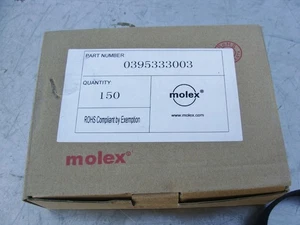 PART NUMBER
0395333003
QUANTITY
150
molex®
ROHS Compliant by Exemption
www.molex.com
molex®